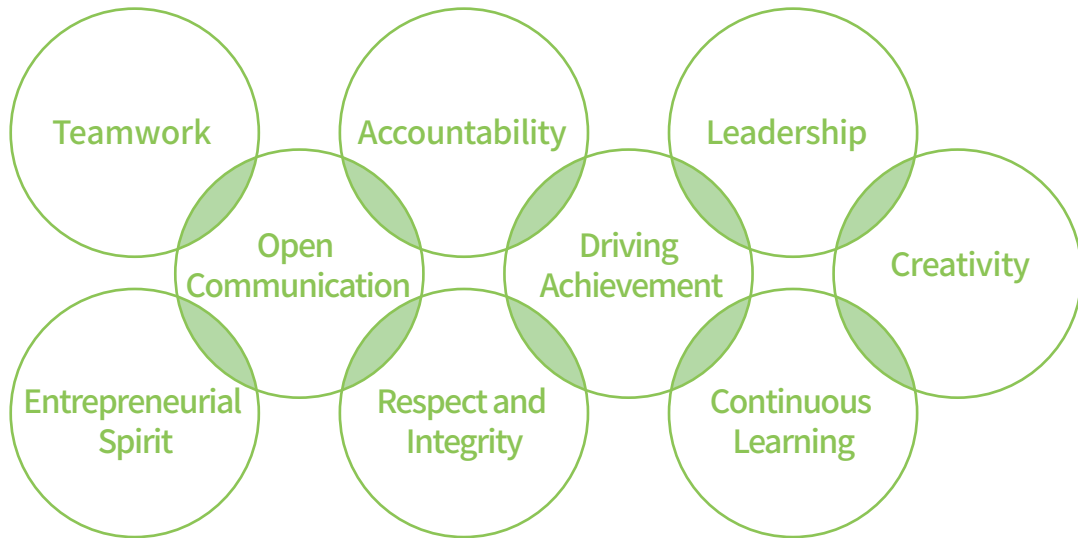 Teamwork
Accountability
Leadership
Open
Communication
Driving
Achievement
Creativity
Entrepreneurial
Spirit
Respect and
Integrity
Continuous
Learning